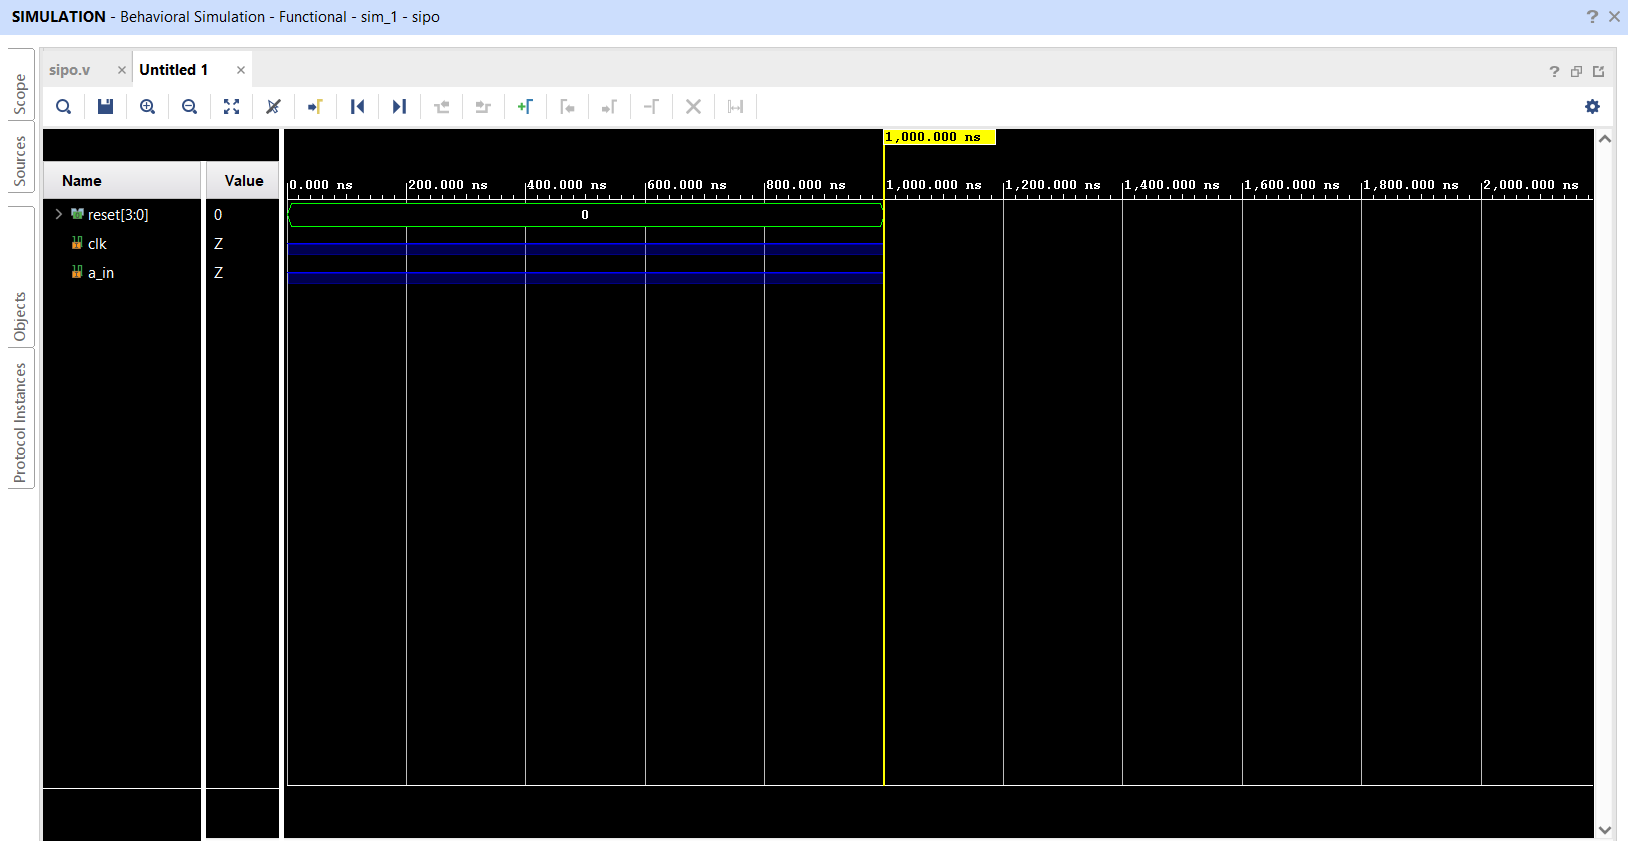 SIMULATION - Behavioral Simulation - Functional - sim_1 - sipo
Scope
Sources
Objects
Protocol Instances
sipo.v
Untitled 1
1,000.000 ns
Name Value
0.000 ns 200.000 ns 400.000 ns 600.000 ns 800.000 ns 1,000.000 ns 1,200.000 ns 1,400.000 ns 1,600.000 ns 1,800.000 ns 2,000.000 ns
reset[3:0] 0 0
clk Z
a_in Z